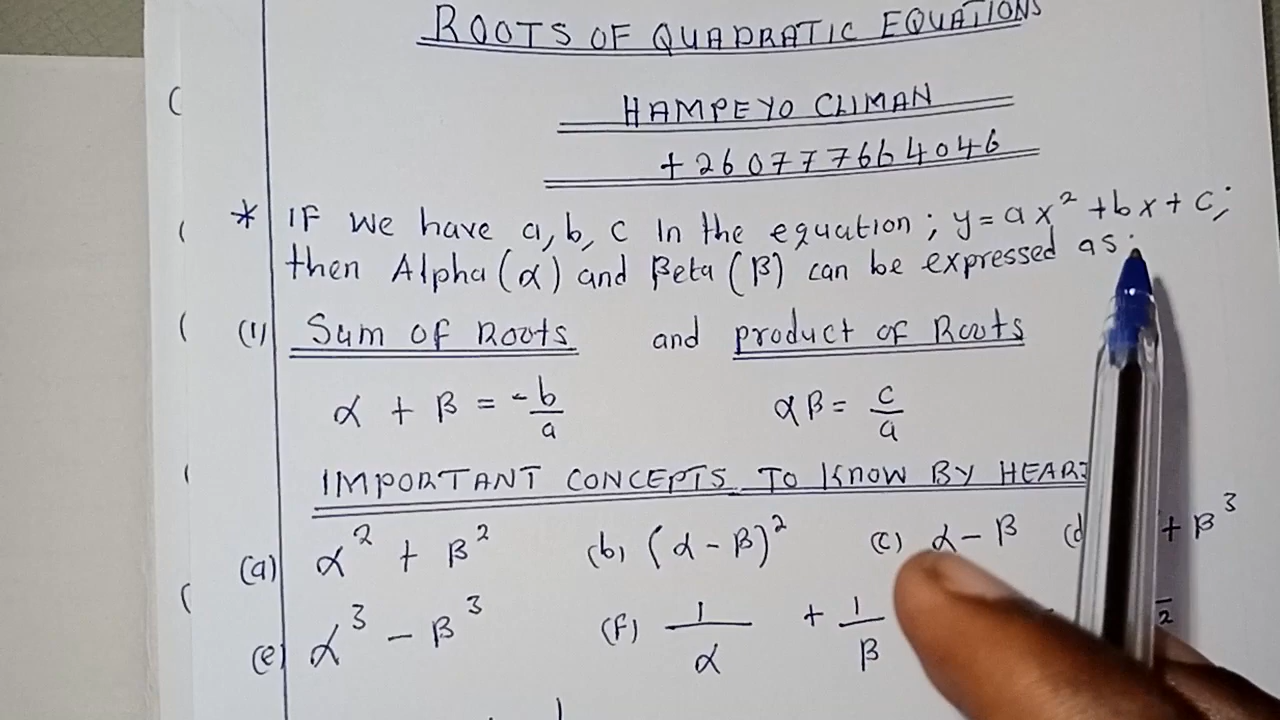 ROOTS OF QUADRATIC EQUATIONS
HAMPEYO CLIMAN
+260777664046
* IF we have a, b, c In the equation; y = ax² + bx + c;
then Alpha (α) and Beta (β) can be expressed as:
(1) Sum of Roots and product of Roots
α + β = -b/a αβ = c/a
IMPORTANT CONCEPTS TO KNOW BY HEART
(a) α² + β² (b) (α - β)² (c) α - β (d + β³
(e) α³ - β³ (f) 1/α + 1/β